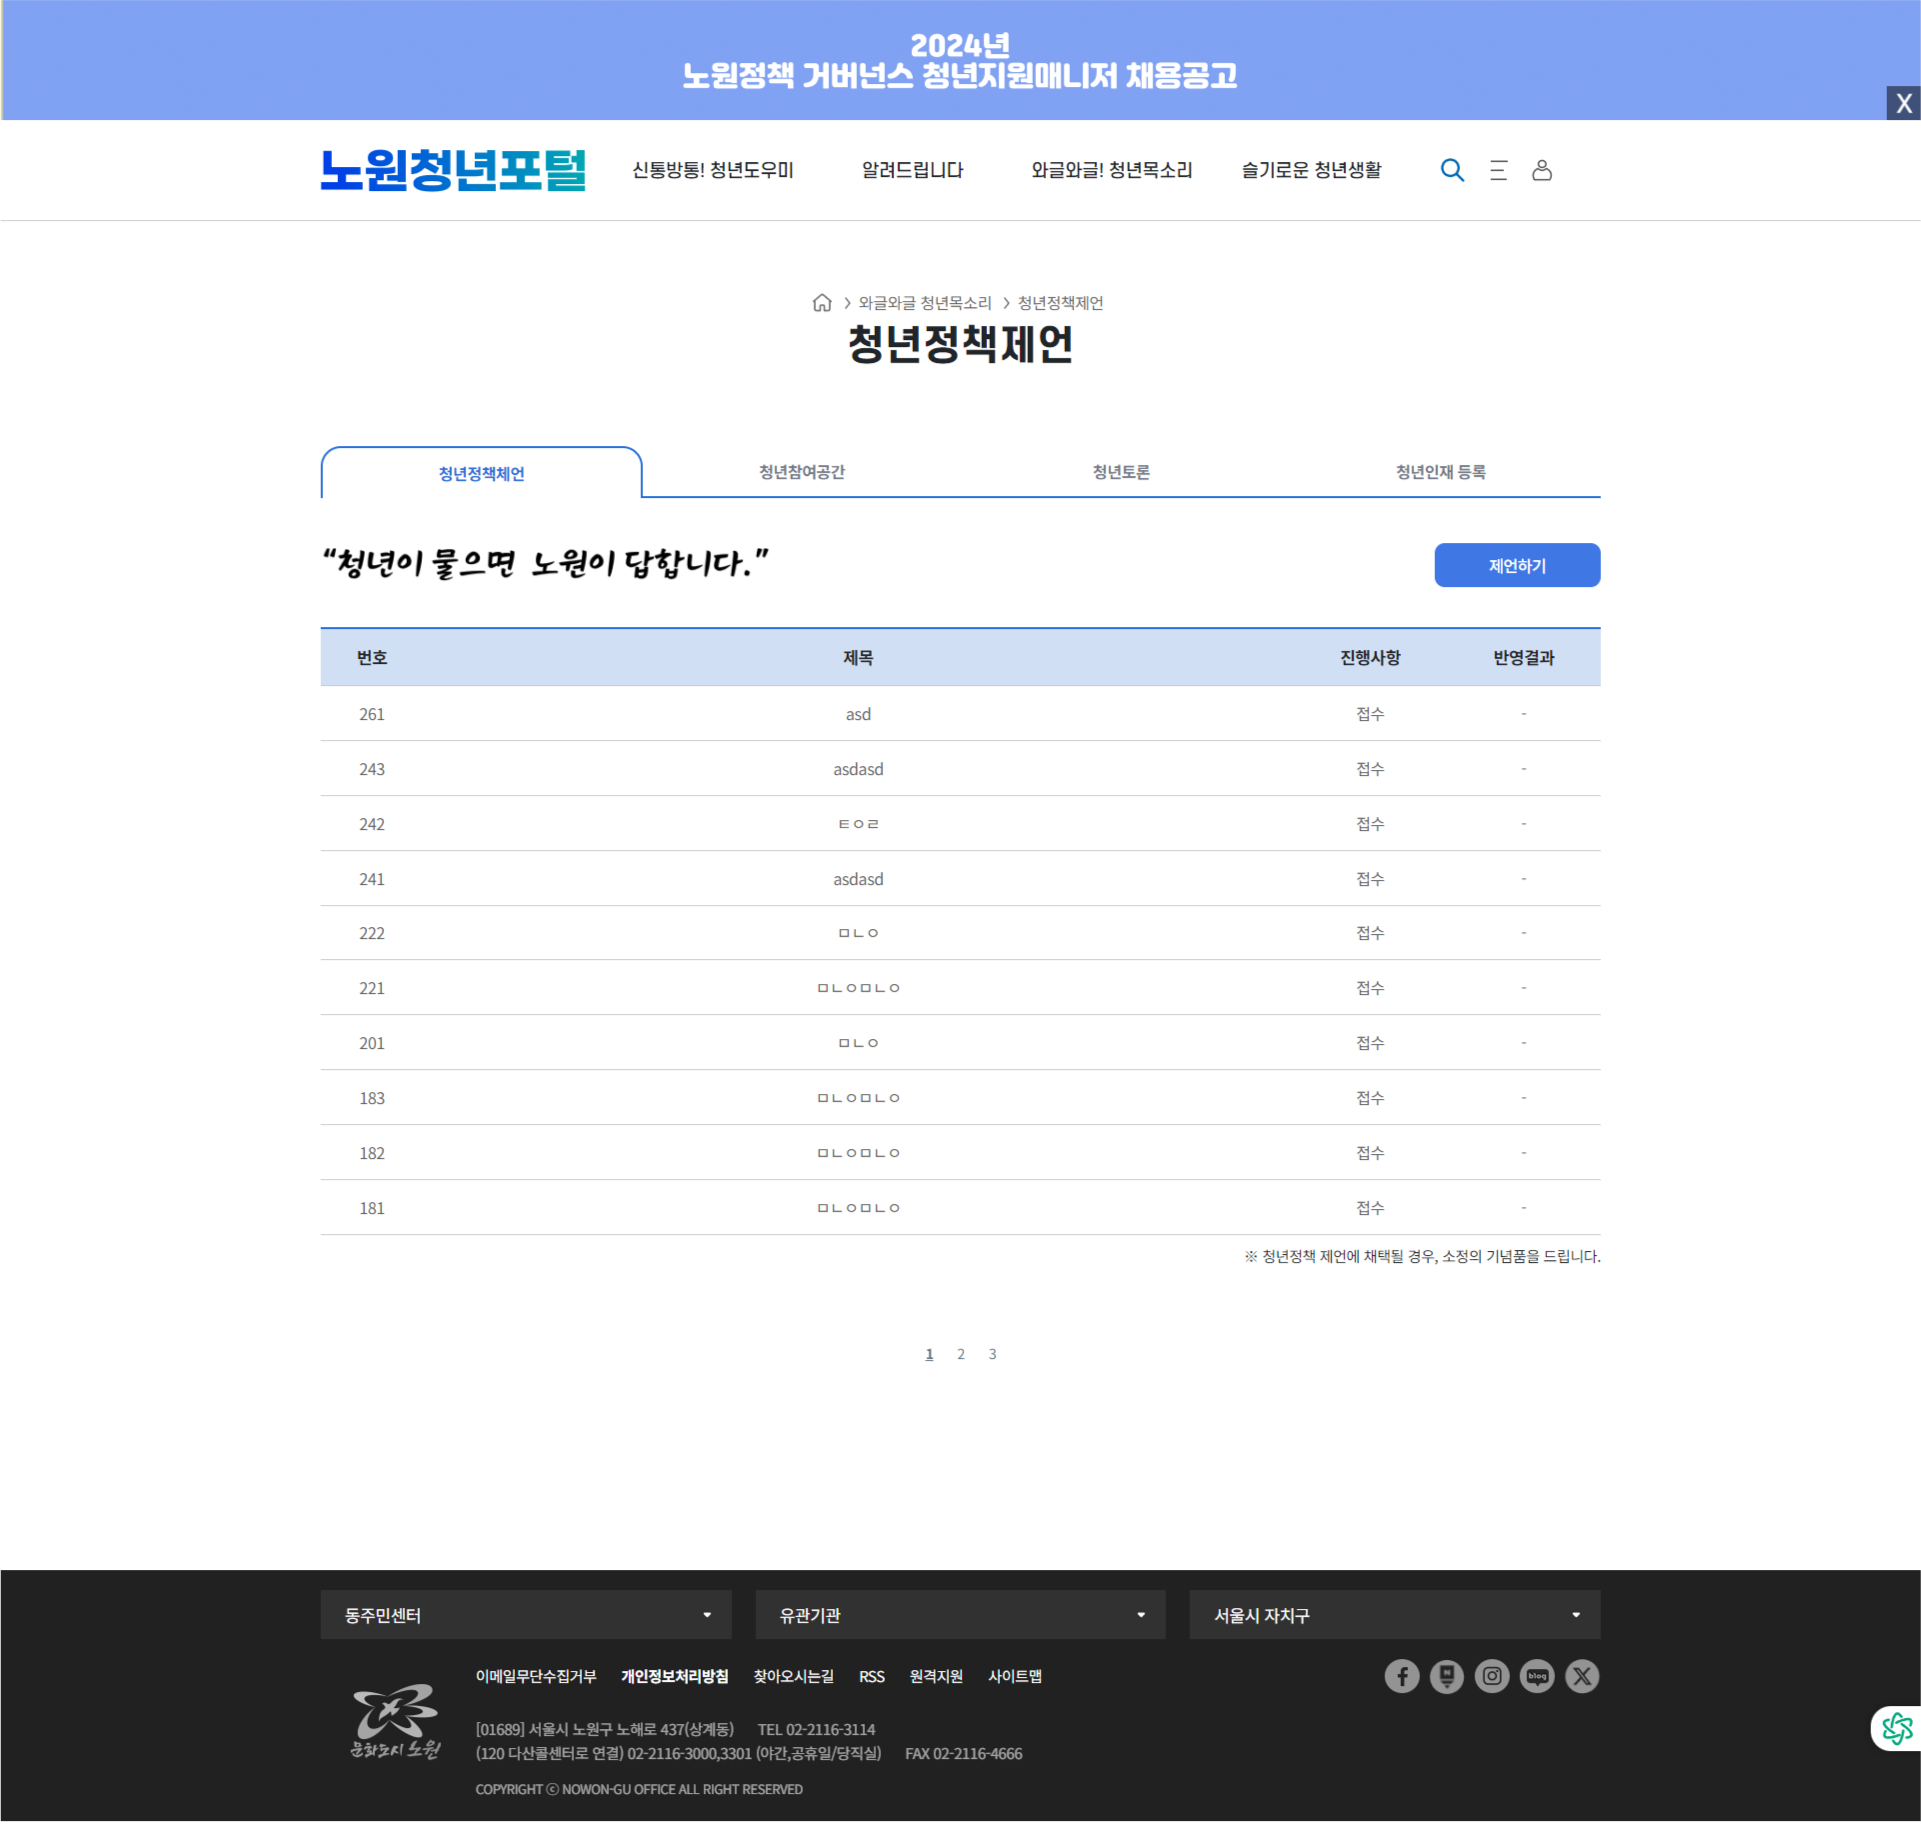 2024년
노원정책 거버넌스 청년지원매니저 채용공고
X
노원청년포털 신통방통! 청년도우미 알려드립니다 와글와글! 청년목소리 슬기로운 청년생활
> 와글와글 청년목소리 > 청년정책제언
청년정책제언
청년정책체언 청년참여공간 청년토론 청년인재 등록
“청년이 물으면 노원이 답합니다.” 제언하기
번호 제목 진행사항 반영결과
261 asd 접수 -
243 asdasd 접수 -
242 ㅌㅇㄹ 접수 -
241 asdasd 접수 -
222 ㅁㄴㅇ 접수 -
221 ㅁㄴㅇㅁㄴㅇ 접수 -
201 ㅁㄴㅇ 접수 -
183 ㅁㄴㅇㅁㄴㅇ 접수 -
182 ㅁㄴㅇㅁㄴㅇ 접수 -
181 ㅁㄴㅇㅁㄴㅇ 접수 -
※ 청년정책 제언에 채택될 경우, 소정의 기념품을 드립니다.
1 2 3
동주민센터 유관기관 서울시 자치구
이메일무단수집거부 개인정보처리방침 찾아오시는길 RSS 원격지원 사이트맵
blog
문화도시 노원
[01689] 서울시 노원구 노해로 437(상계동) TEL 02-2116-3114
(120 다산콜센터로 연결) 02-2116-3000,3301 (야간,공휴일/당직실) FAX 02-2116-4666
COPYRIGHT ⓒ NOWON-GU OFFICE ALL RIGHT RESERVED